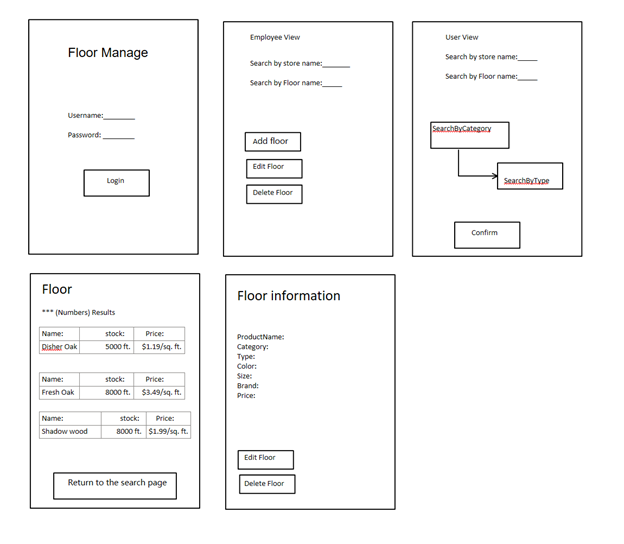 Floor Manage
Username:_______
Password: _______
Login
Employee View
Search by store name:_______
Search by Floor name:_____
Add floor
Edit Floor
Delete Floor
User View
Search by store name:_____
Search by Floor name:_____
SearchByCategory
SearchByType
Confirm
Floor
*** (Numbers) Results
Name: stock: Price:
Disher Oak 5000 ft. $1.19/sq. ft.
Name: stock: Price:
Fresh Oak 8000 ft. $3.49/sq. ft.
Name: stock: Price:
Shadow wood 8000 ft. $1.99/sq. ft.
Return to the search page
Floor information
ProductName:
Category:
Type:
Color:
Size:
Brand:
Price:
Edit Floor
Delete Floor